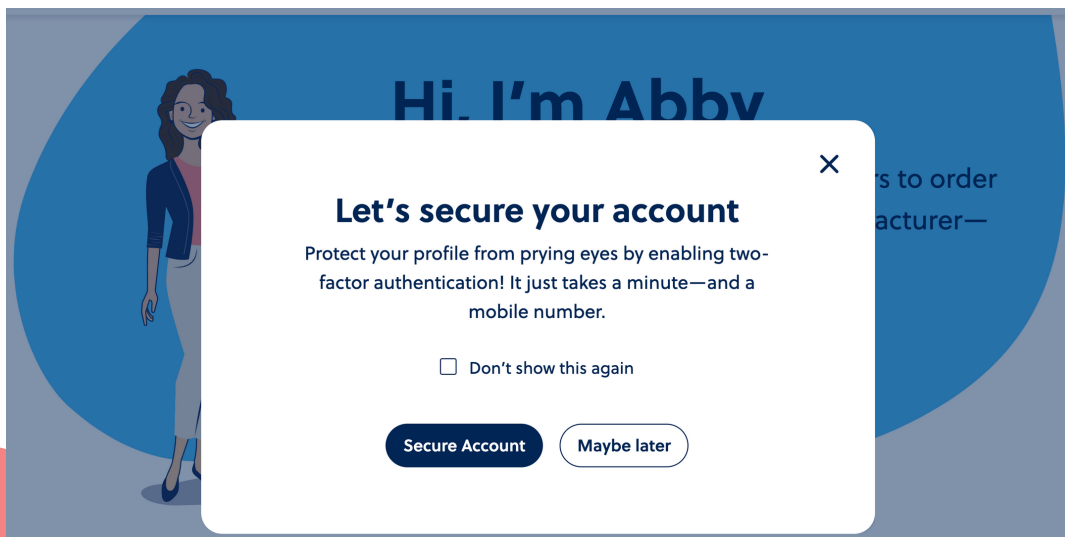 Hi, I'm Abby
rs to order
acturer—
Let's secure your account
Protect your profile from prying eyes by enabling two-
factor authentication! It just takes a minute—and a
mobile number.
Don't show this again
Secure Account
Maybe later